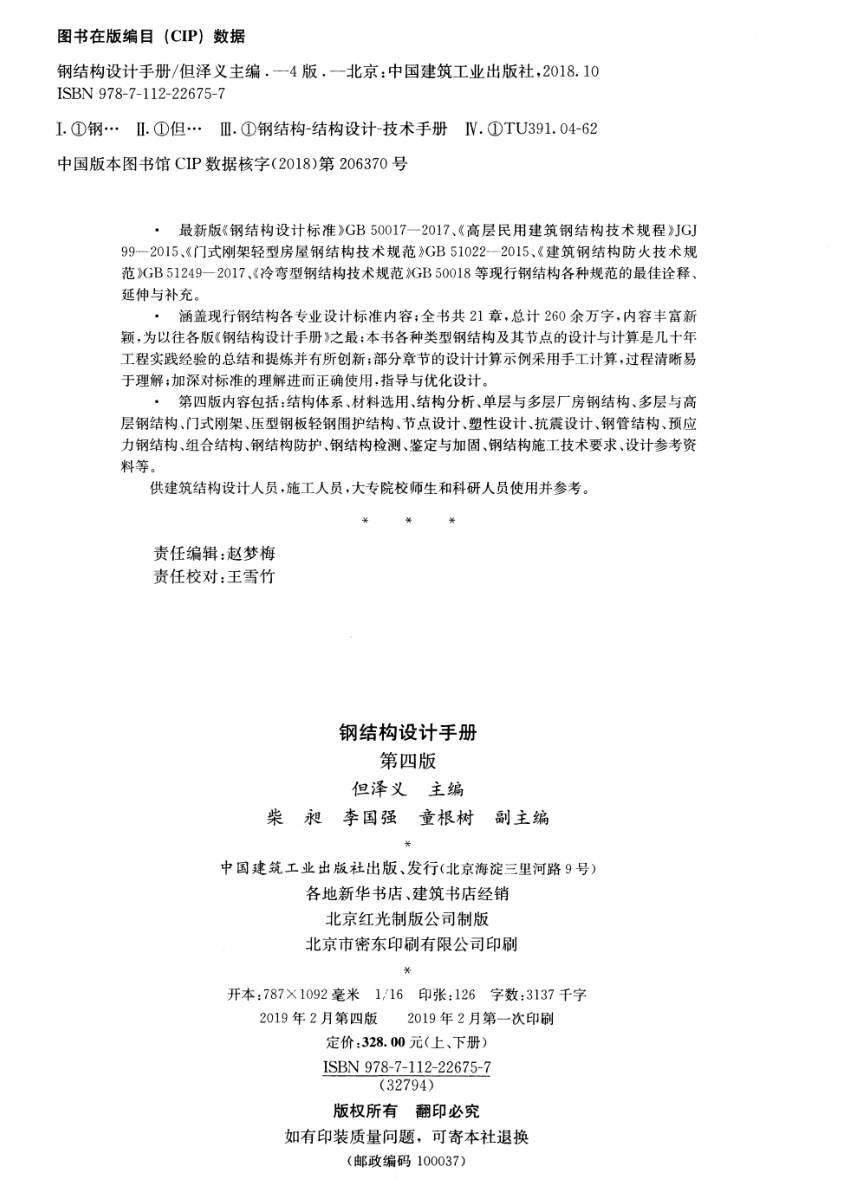 图书在版编目（CIP）数据
钢结构设计手册/但泽义主编.—4版.—北京：中国建筑工业出版社，2018.10
ISBN 978-7-112-22675-7
Ⅰ.①钢… Ⅱ.①但… Ⅲ.①钢结构-结构设计-技术手册 Ⅳ.①TU391.04-62
中国版本图书馆CIP数据核字(2018)第206370号
· 最新版《钢结构设计标准》GB 50017—2017、《高层民用建筑钢结构技术规程》JGJ
99—2015、《门式刚架轻型房屋钢结构技术规范》GB 51022—2015、《建筑钢结构防火技术规
范》GB 51249—2017、《冷弯型钢结构技术规范》GB 50018等现行钢结构各种规范的最佳诠释、
延伸与补充。
· 涵盖现行钢结构各专业设计标准内容；全书共21章，总计260余万字，内容丰富新
颖，为以往各版《钢结构设计手册》之最；本书各种类型钢结构及其节点的设计与计算是几十年
工程实践经验的总结和提炼并有所创新；部分章节的设计计算示例采用手工计算，过程清晰易
于理解；加深对标准的理解进而正确使用，指导与优化设计。
· 第四版内容包括：结构体系、材料选用、结构分析、单层与多层厂房钢结构、多层与高
层钢结构、门式刚架、压型钢板轻钢围护结构、节点设计、塑性设计、抗震设计、钢管结构、预应
力钢结构、组合结构、钢结构防护、钢结构检测、鉴定与加固、钢结构施工技术要求、设计参考资
料等。
供建筑结构设计人员，施工人员，大专院校师生和科研人员使用并参考。
* * *
责任编辑：赵梦梅
责任校对：王雪竹
钢结构设计手册
第四版
但泽义 主编
柴 昶 李国强 童根树 副主编
*
中国建筑工业出版社出版、发行(北京海淀三里河路9号)
各地新华书店、建筑书店经销
北京红光制版公司制版
北京市密东印刷有限公司印刷
*
开本：787×1092毫米 1/16 印张：126 字数：3137千字
2019年2月第四版 2019年2月第一次印刷
定价：328.00元(上、下册)
ISBN 978-7-112-22675-7
(32794)
版权所有 翻印必究
如有印装质量问题，可寄本社退换
(邮政编码 100037)